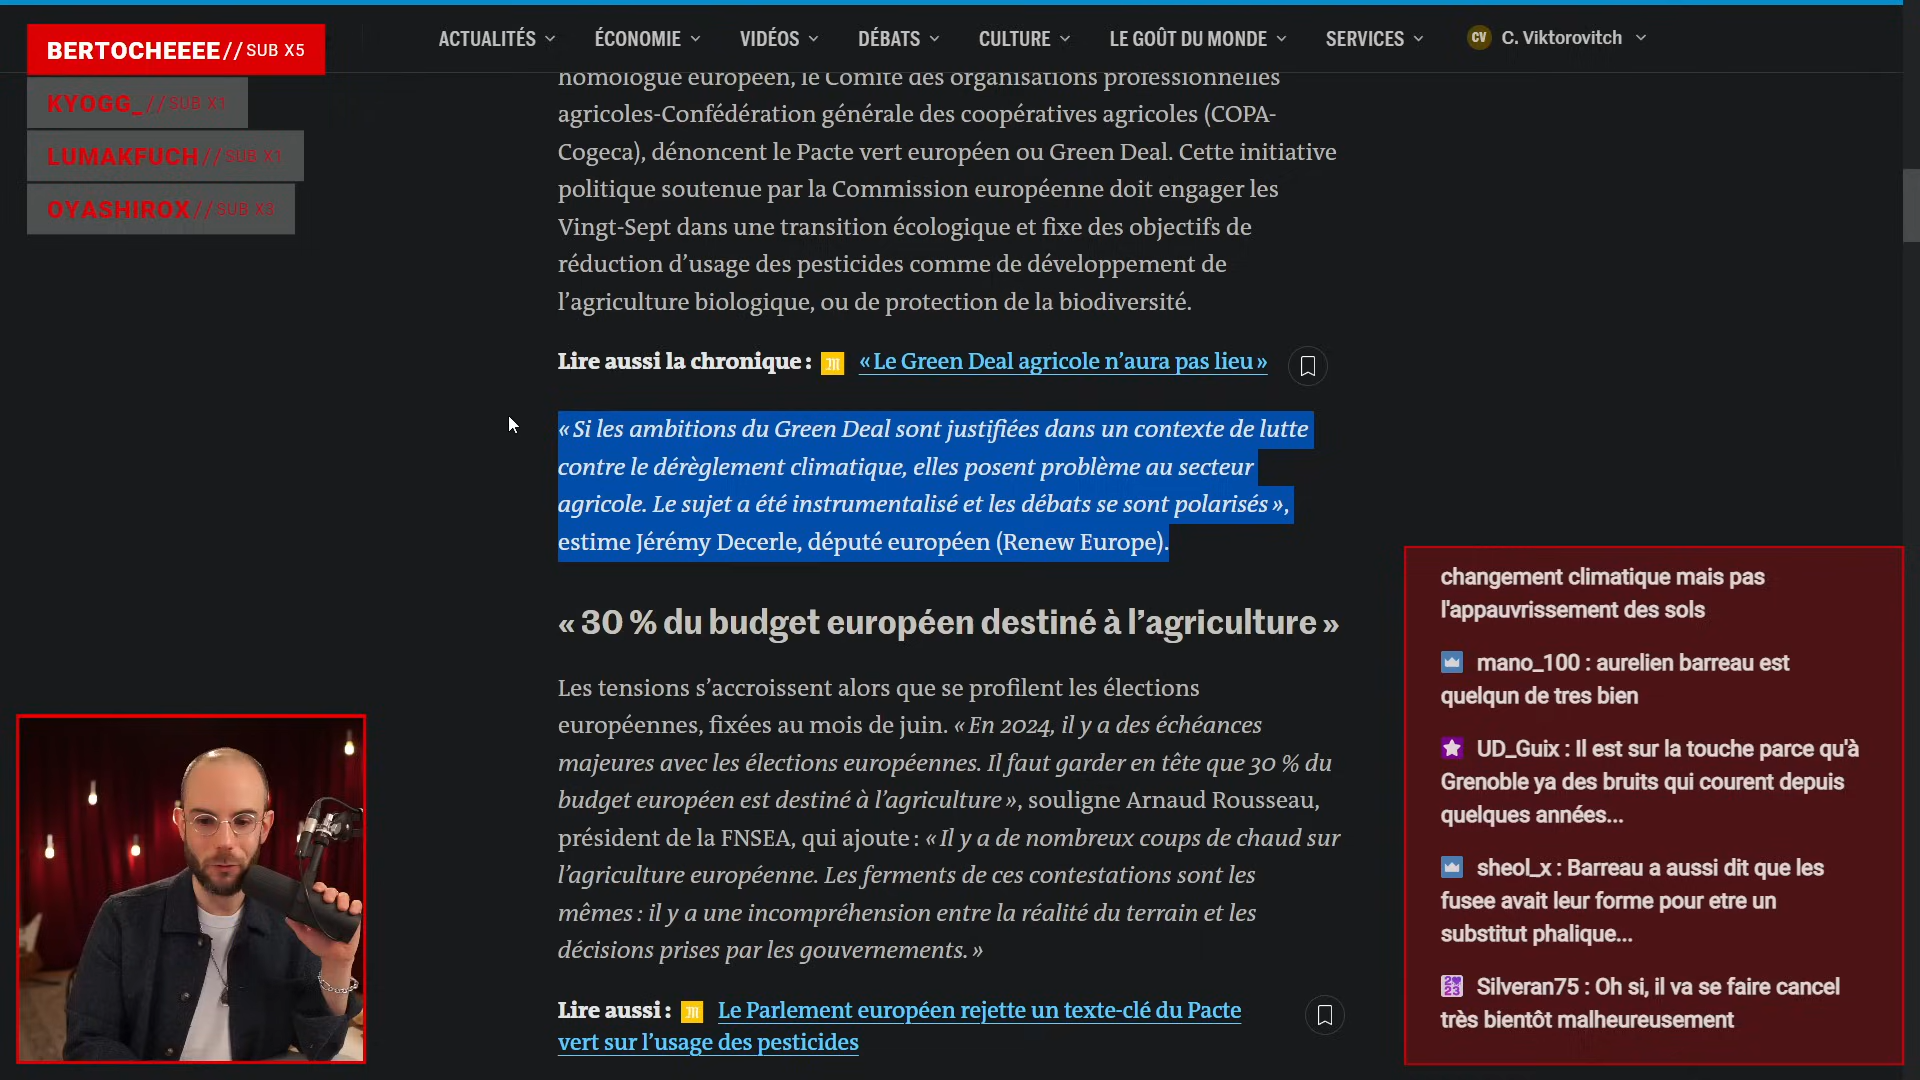 BERTOCHEEEE//SUB X5
KYOGG_//SUB X1
LUMAKFUCH//SUB X1
OYASHIROX//SUB X3
ACTUALITÉS
ÉCONOMIE
VIDÉOS
DÉBATS
CULTURE
LE GOÛT DU MONDE
SERVICES
CV C. Viktorovitch
homologue européen, le Comité des organisations professionnelles
agricoles-Confédération générale des coopératives agricoles (COPA-
Cogeca), dénoncent le Pacte vert européen ou Green Deal. Cette initiative
politique soutenue par la Commission européenne doit engager les
Vingt-Sept dans une transition écologique et fixe des objectifs de
réduction d’usage des pesticides comme de développement de
l’agriculture biologique, ou de protection de la biodiversité.
Lire aussi la chronique : « Le Green Deal agricole n’aura pas lieu »
« Si les ambitions du Green Deal sont justifiées dans un contexte de lutte
contre le dérèglement climatique, elles posent problème au secteur
agricole. Le sujet a été instrumentalisé et les débats se sont polarisés »,
estime Jérémy Decerle, député européen (Renew Europe).
« 30 % du budget européen destiné à l’agriculture »
Les tensions s’accroissent alors que se profilent les élections
européennes, fixées au mois de juin. « En 2024, il y a des échéances
majeures avec les élections européennes. Il faut garder en tête que 30 % du
budget européen est destiné à l’agriculture », souligne Arnaud Rousseau,
président de la FNSEA, qui ajoute : « Il y a de nombreux coups de chaud sur
l’agriculture européenne. Les ferments de ces contestations sont les
mêmes : il y a une incompréhension entre la réalité du terrain et les
décisions prises par les gouvernements. »
Lire aussi : Le Parlement européen rejette un texte-clé du Pacte
vert sur l’usage des pesticides
changement climatique mais pas
l'appauvrissement des sols
mano_100 : aurelien barreau est
quelqun de tres bien
UD_Guix : Il est sur la touche parce qu'à
Grenoble ya des bruits qui courent depuis
quelques années...
sheol_x : Barreau a aussi dit que les
fusee avait leur forme pour etre un
substitut phalique...
Silveran75 : Oh si, il va se faire cancel
très bientôt malheureusement